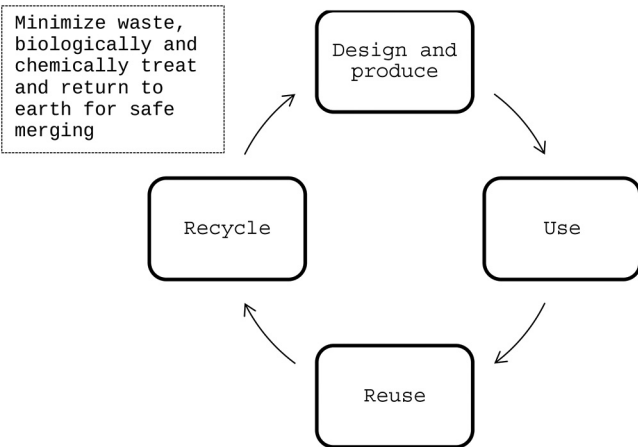 Minimize waste,
biologically and
chemically treat
and return to
earth for safe
merging
Design and
produce
Recycle
Use
Reuse